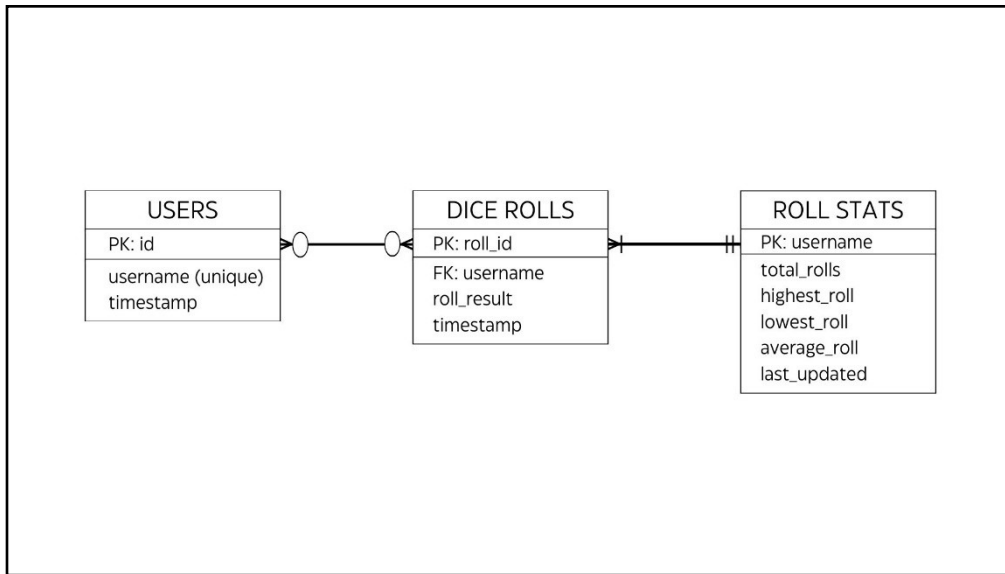 USERS
PK: id
username (unique)
timestamp
DICE ROLLS
PK: roll_id
FK: username
roll_result
timestamp
ROLL STATS
PK: username
total_rolls
highest_roll
lowest_roll
average_roll
last_updated